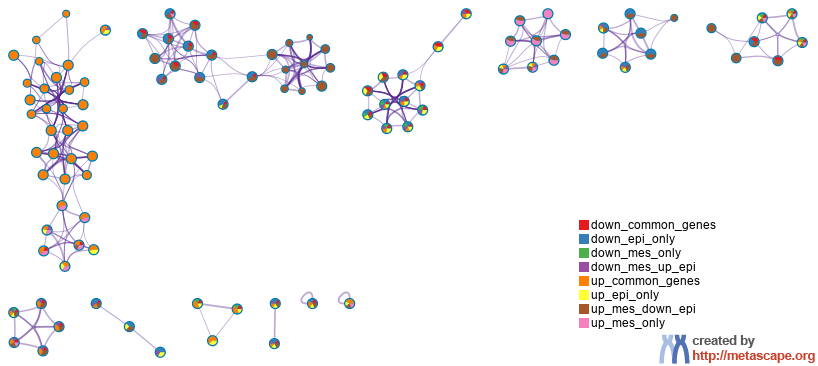 down_common_genes
down_epi_only
down_mes_only
down_mes_up_epi
up_common_genes
up_epi_only
up_mes_down_epi
up_mes_only
created by
http://metascape.org